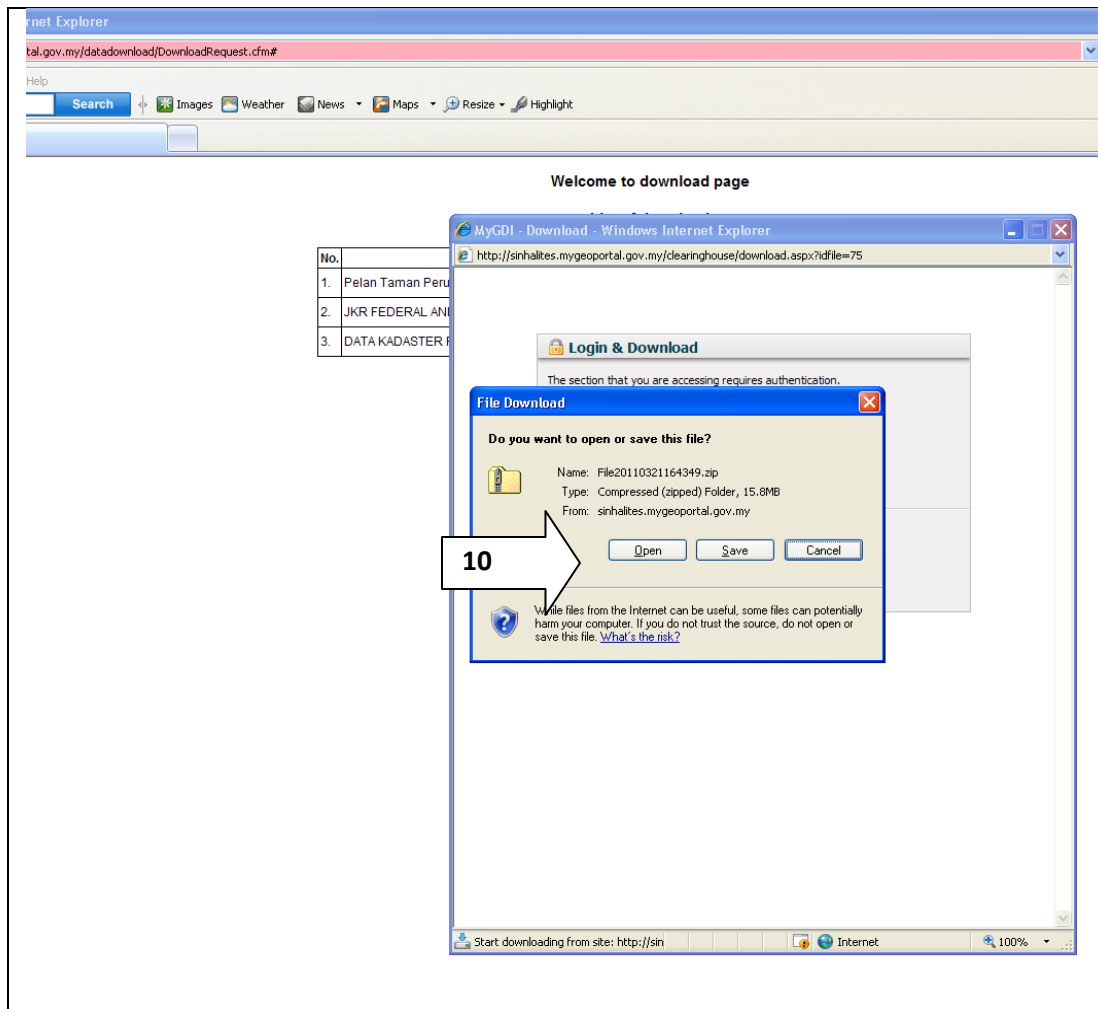 rnet Explorer
tal.gov.my/datadownload/DownloadRequest.cfm#
Help
Search Images Weather News Maps Resize Highlight
Welcome to download page
MyGDI - Download - Windows Internet Explorer
http://sinhalites.mygeoportal.gov.my/clearinghouse/download.aspx?idfile=75
No.
1. Pelan Taman Peru
2. JKR FEDERAL AN
3. DATA KADASTER
Login & Download
The section that you are accessing requires authentication.
File Download
Do you want to open or save this file?
Name: File20110321164349.zip
Type: Compressed (zipped) Folder, 15.8MB
From: sinhalites.mygeoportal.gov.my
10
Open Save Cancel
While files from the Internet can be useful, some files can potentially
harm your computer. If you do not trust the source, do not open or
save this file. What's the risk?
Start downloading from site: http://sin Internet 100%